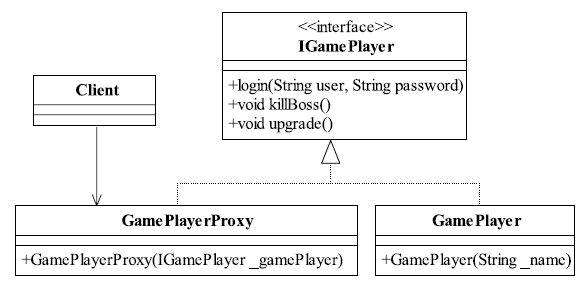 <<interface>>
IGamePlayer
+login(String user, String password)
+void killBoss()
+void upgrade()
Client
GamePlayerProxy
+GamePlayerProxy(IGamePlayer _gamePlayer)
GamePlayer
+GamePlayer(String _name)